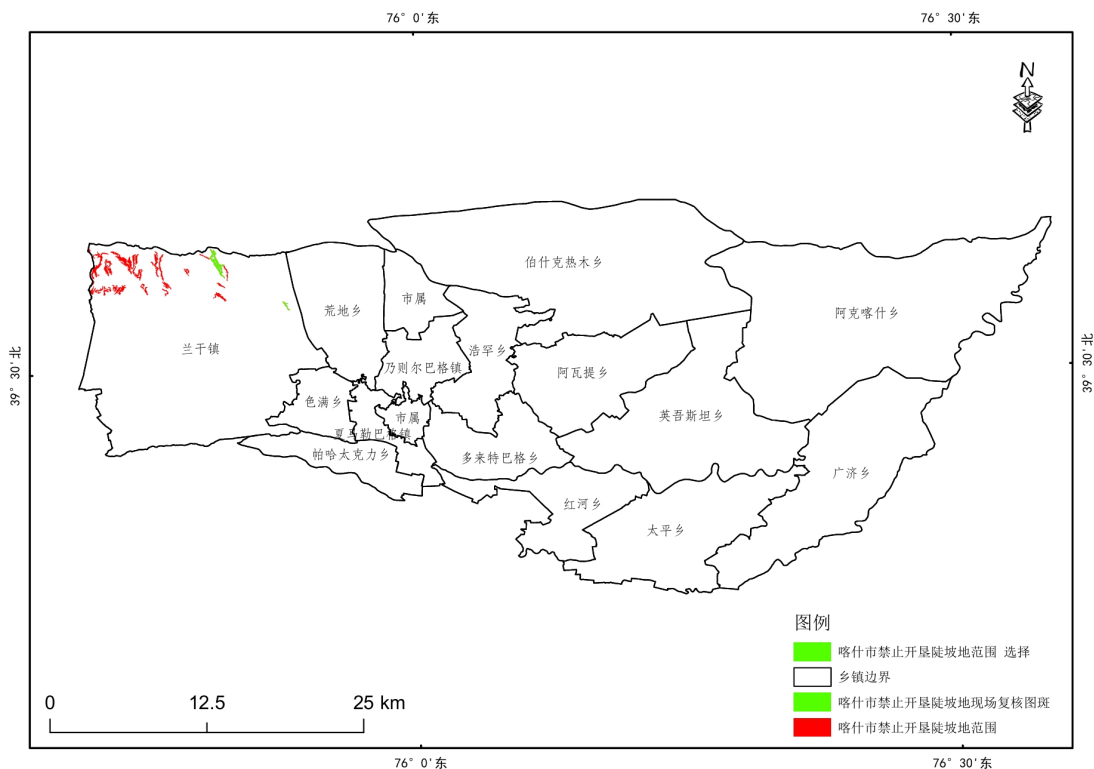 76° 0'东
76° 30'东
N
伯什克热木乡
市属
荒地乡
阿克喀什乡
兰干镇
浩罕乡
乃则尔巴格镇
阿瓦提乡
39° 30'北
39° 30'北
色满乡
市属
英吾斯坦乡
夏马勒巴格镇
帕哈太克力乡
多来特巴格乡
广济乡
红河乡
太平乡
图例
喀什市禁止开垦陡坡地范围 选择
乡镇边界
喀什市禁止开垦陡坡地现场复核图斑
喀什市禁止开垦陡坡地范围
0 12.5 25 km
76° 0'东
76° 30'东